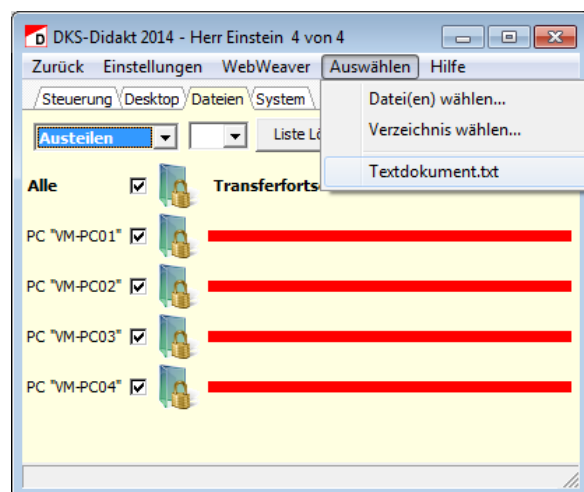 DKS-Didakt 2014 - Herr Einstein 4 von 4
Zurück Einstellungen WebWeaver Auswählen Hilfe
Steuerung Desktop Dateien System
Datei(en) wählen...
Austeilen Liste Lö
Verzeichnis wählen...
Textdokument.txt
Alle Transferforts
PC "VM-PC01"
PC "VM-PC02"
PC "VM-PC03"
PC "VM-PC04"